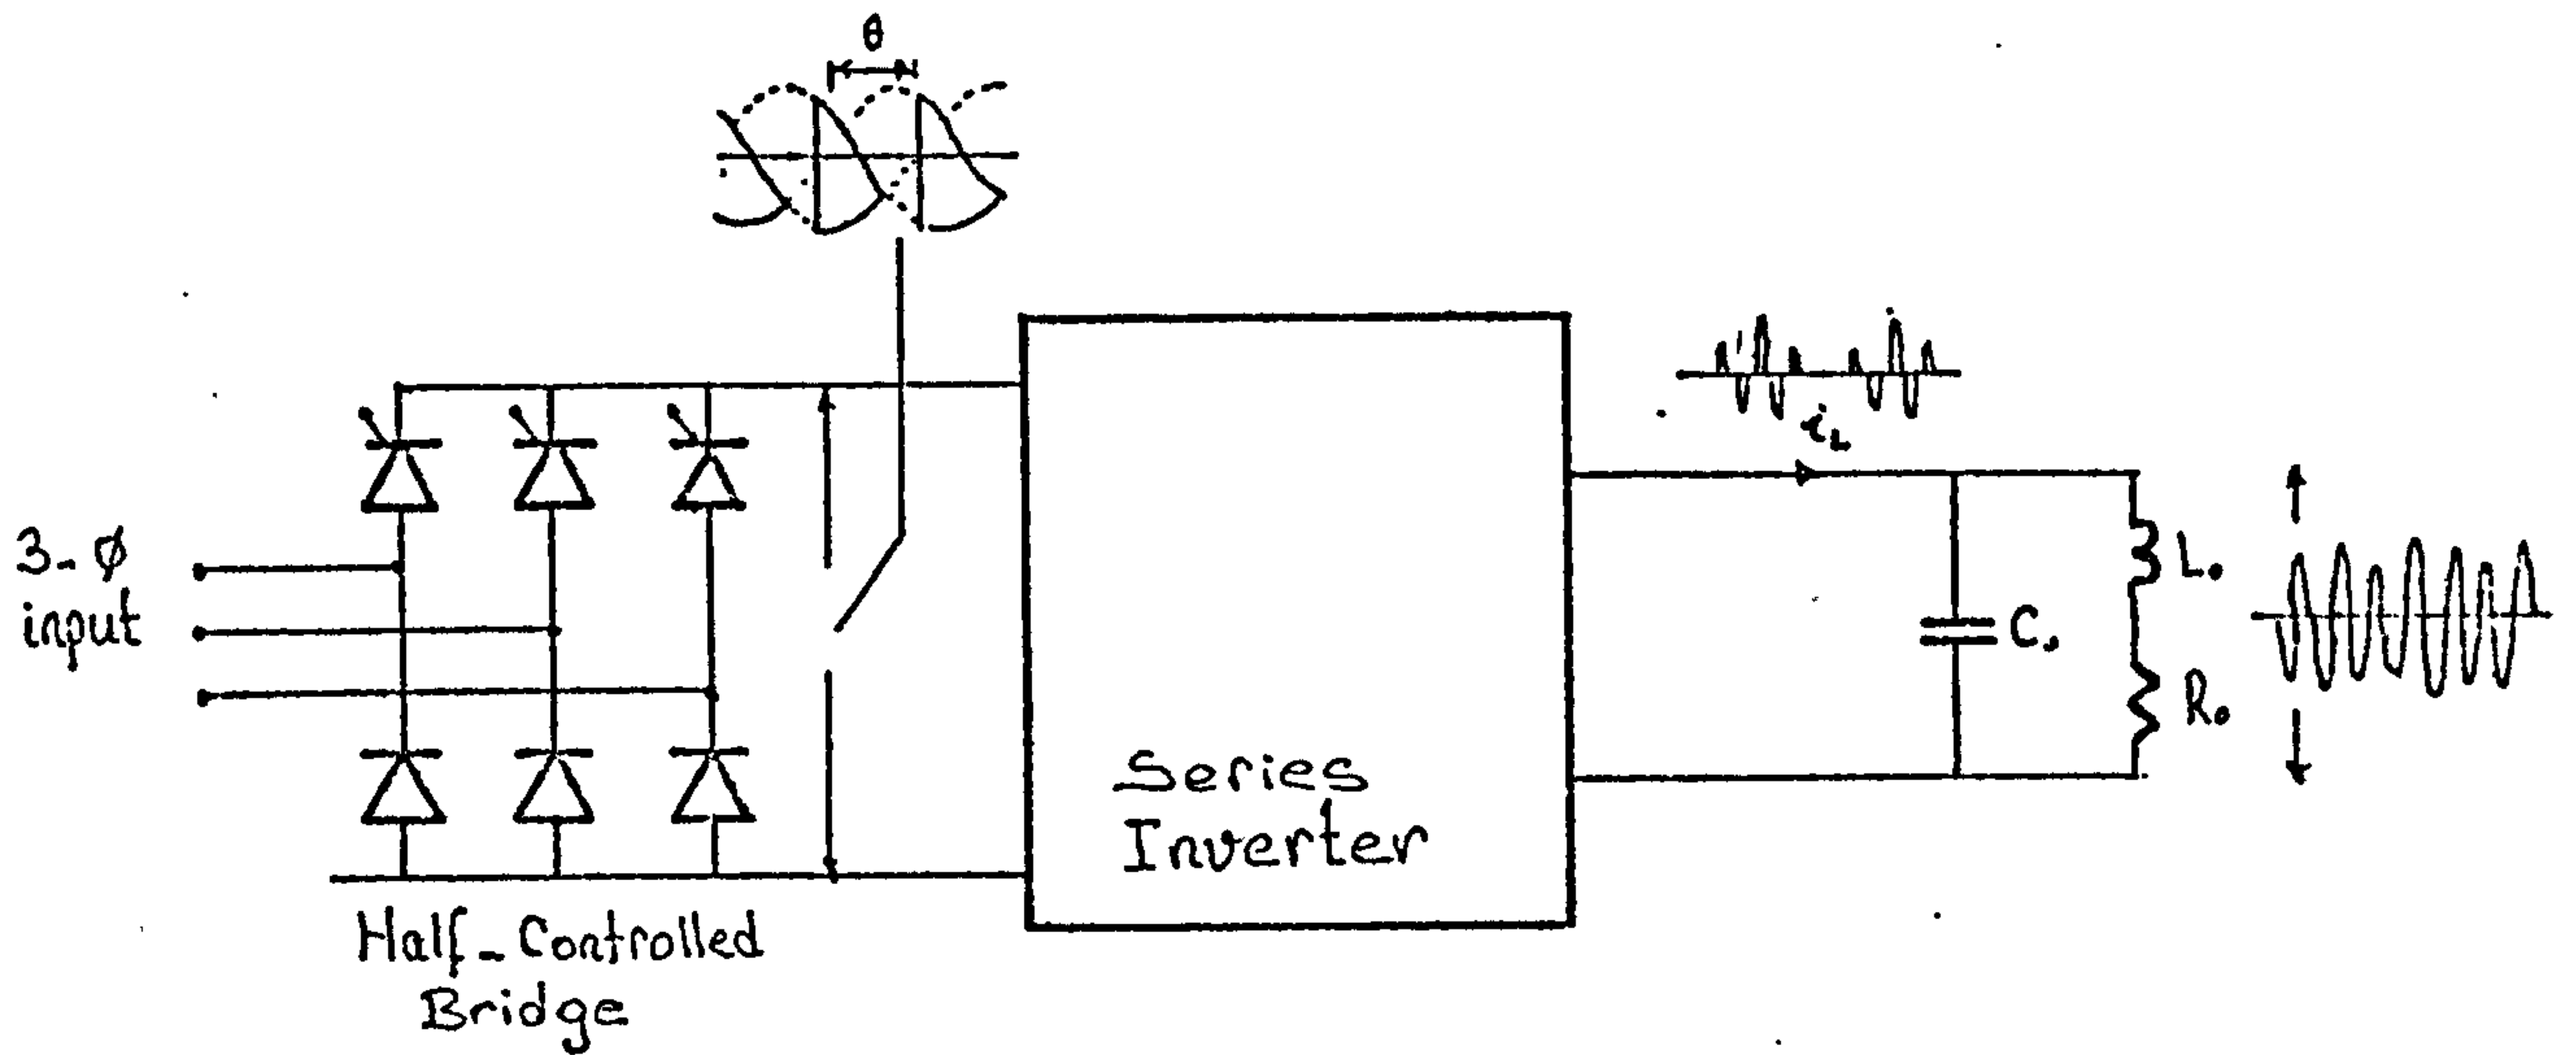 θ
3-ϕ
input
Half-Controlled
Bridge
Series
Inverter
iL
C.
L.
R.